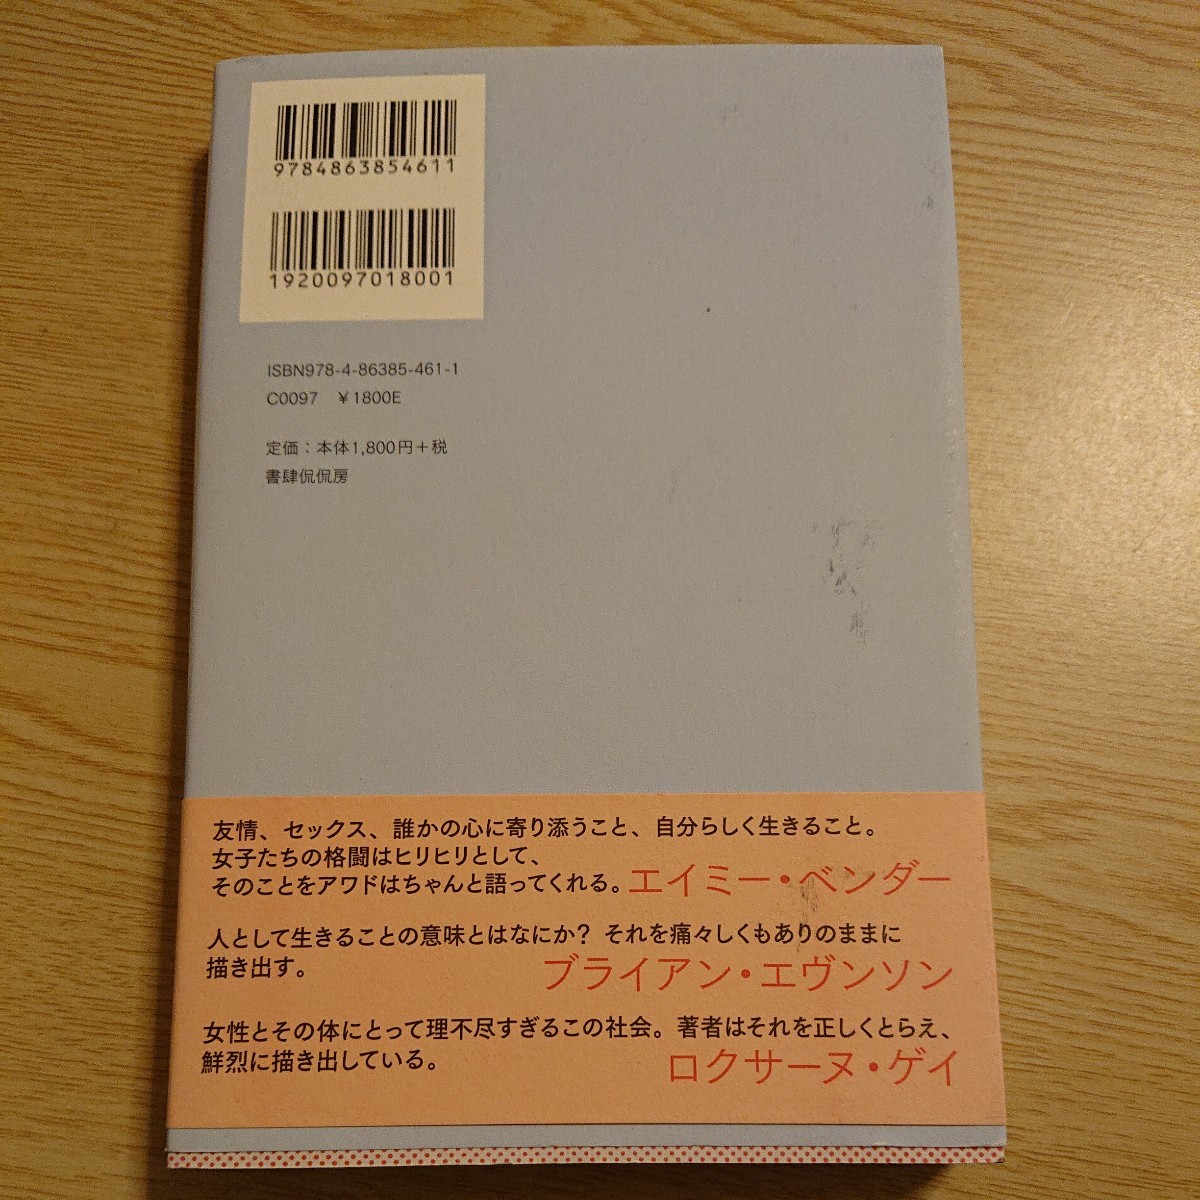 9784863854611
1920097018001
ISBN978-4-86385-461-1
C0097 ¥1800E
定価：本体1,800円＋税
書肆侃侃房
友情、セックス、誰かの心に寄り添うこと、自分らしく生きること。
女子たちの格闘はヒリヒリとして、
そのことをアワドはちゃんと語ってくれる。エイミー・ベンダー
人として生きることの意味とはなにか？ それを痛々しくもありのままに
描き出す。
ブライアン・エヴンソン
女性とその体にとって理不尽すぎるこの社会。著者はそれを正しくとらえ、
鮮烈に描き出している。
ロクサーヌ・ゲイ